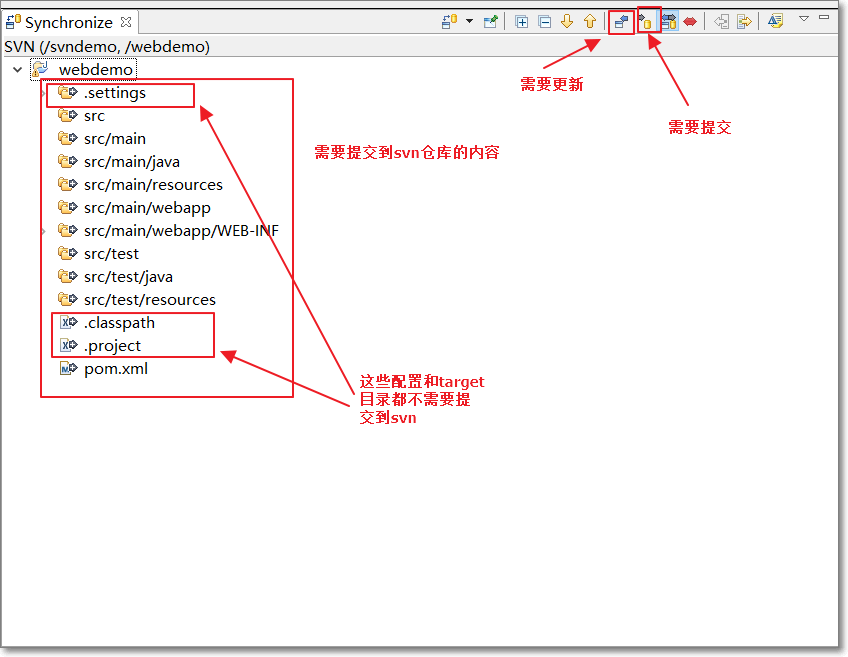 Synchronize
SVN (/svndemo, /webdemo)
webdemo
.settings
src
src/main
src/main/java
src/main/resources
src/main/webapp
src/main/webapp/WEB-INF
src/test
src/test/java
src/test/resources
.classpath
.project
pom.xml
需要更新
需要提交
需要提交到svn仓库的内容
这些配置和target
目录都不需要提
交到svn